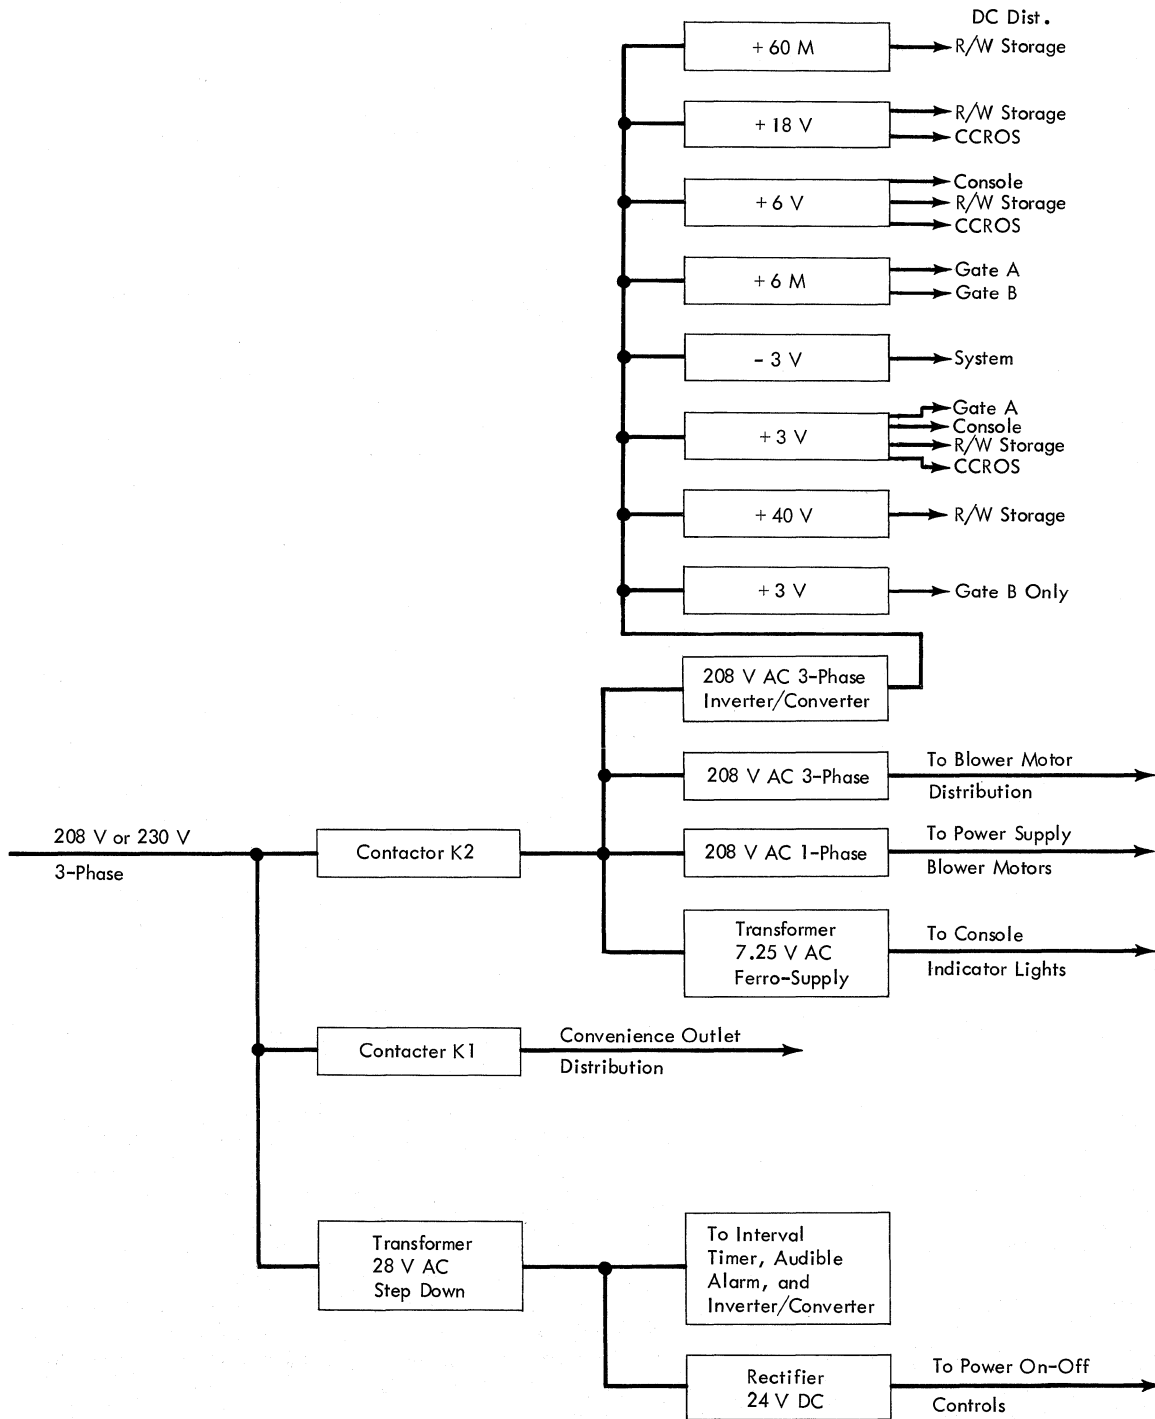 DC Dist.
+ 60 M
R/W Storage
+ 18 V
R/W Storage
CCROS
+ 6 V
Console
R/W Storage
CCROS
+ 6 M
Gate A
Gate B
- 3 V
System
+ 3 V
Gate A
Console
R/W Storage
CCROS
+ 40 V
R/W Storage
+ 3 V
Gate B Only
208 V AC 3-Phase
Inverter/Converter
208 V AC 3-Phase
To Blower Motor
Distribution
208 V or 230 V
3-Phase
Contactor K2
208 V AC 1-Phase
To Power Supply
Blower Motors
Transformer
7.25 V AC
Ferro-Supply
To Console
Indicator Lights
Contacter K1
Convenience Outlet
Distribution
Transformer
28 V AC
Step Down
To Interval
Timer, Audible
Alarm, and
Inverter/Converter
Rectifier
24 V DC
To Power On-Off
Controls